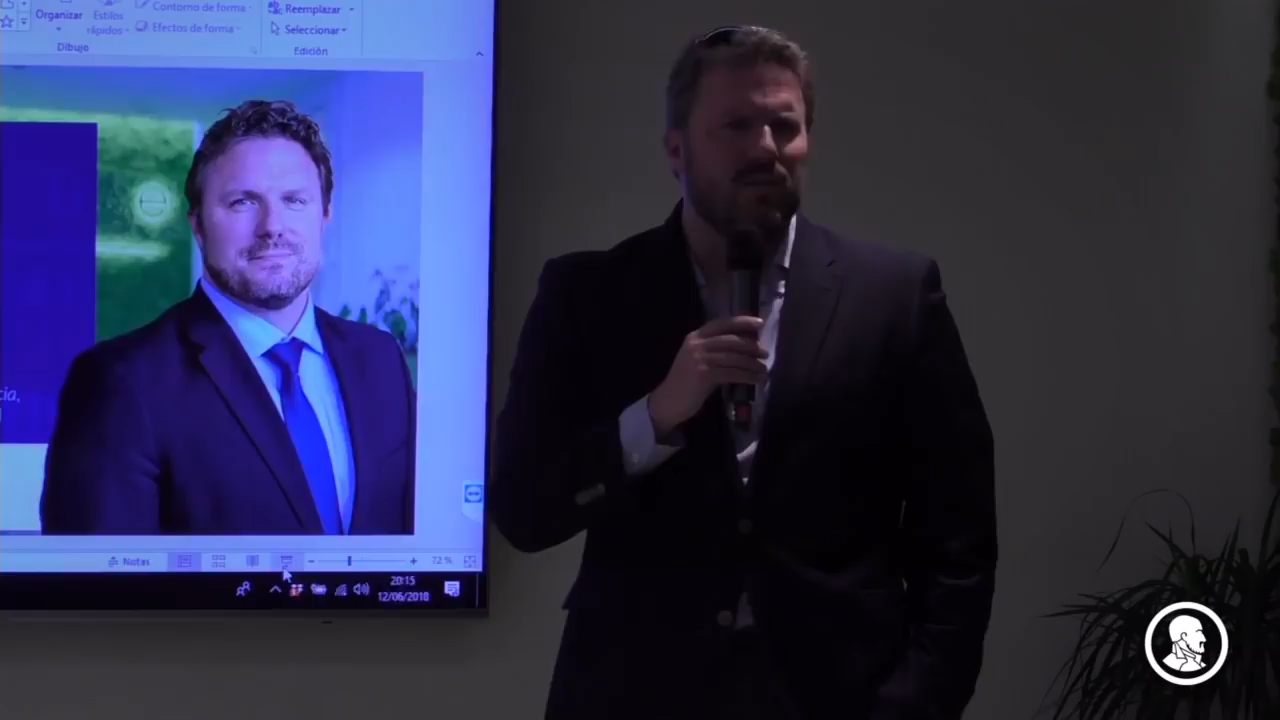 Organizar
Estilos
rápidos
Contorno de forma
Efectos de forma
Dibujo
Reemplazar
Seleccionar
Edición
cia,
Notas
72 %
20:15
12/06/2018